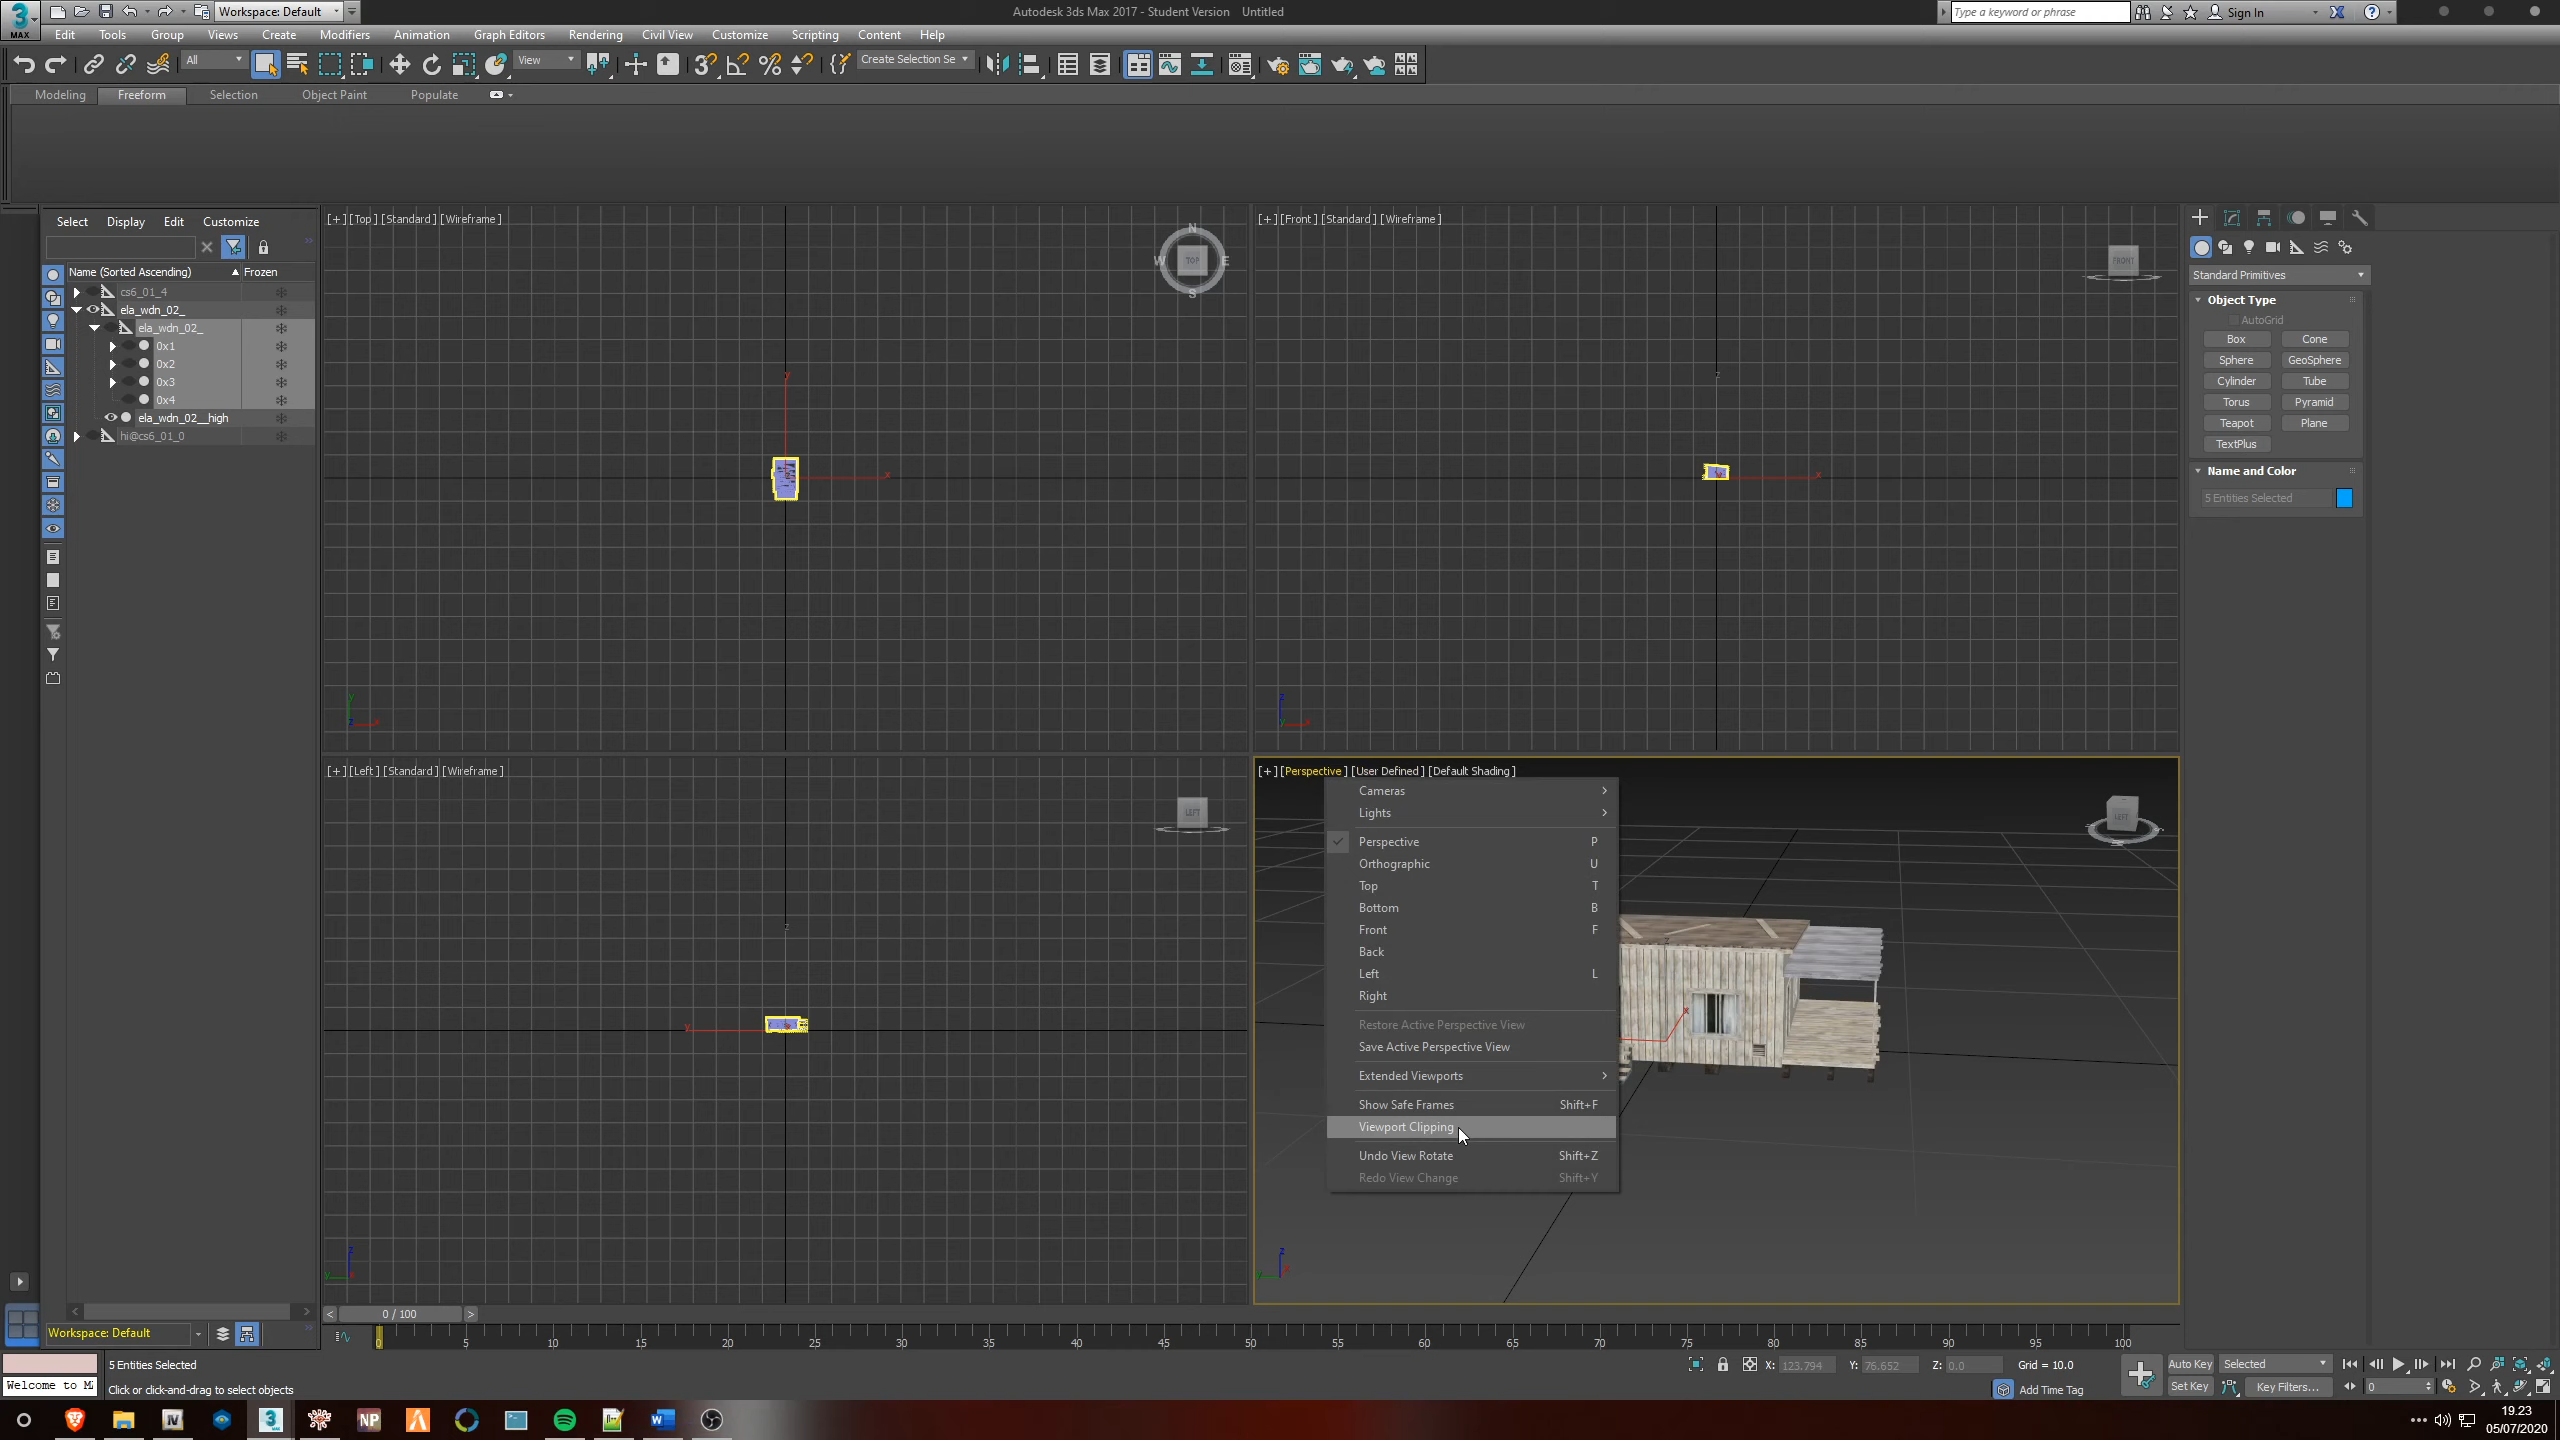 Workspace: Default
Autodesk 3ds Max 2017 - Student Version Untitled
Type a keyword or phrase
Sign In
3
MAX
Edit Tools Group Views Create Modifiers Animation Graph Editors Rendering Civil View Customize Scripting Content Help
All
View
Create Selection Se
Modeling Freeform Selection Object Paint Populate
Select Display Edit Customize
Name (Sorted Ascending) Frozen
cs6_01_4
ela_wdn_02_
ela_wdn_02_
0x1
0x2
0x3
0x4
ela_wdn_02__high
hi@cs6_01_0
[+] [Top] [Standard] [Wireframe]
N
W TOP E
S
y
x
y
z x
[+] [Front] [Standard] [Wireframe]
FRONT
z
x
z
y x
[+] [Left] [Standard] [Wireframe]
LEFT
z
y
z
y x
[+] [Perspective] [User Defined] [Default Shading]
Cameras
Lights
Perspective P
Orthographic U
Top T
Bottom B
Front F
Back
Left L
Right
Restore Active Perspective View
Save Active Perspective View
Extended Viewports
Show Safe Frames Shift+F
Viewport Clipping
Undo View Rotate Shift+Z
Redo View Change Shift+Y
LEFT
z
x
z
y x
Standard Primitives
Object Type
AutoGrid
Box Cone
Sphere GeoSphere
Cylinder Tube
Torus Pyramid
Teapot Plane
TextPlus
Name and Color
5 Entities Selected
0 / 100
Workspace: Default
0 5 10 15 20 25 30 35 40 45 50 55 60 65 70 75 80 85 90 95 100
5 Entities Selected
Welcome to M
Click or click-and-drag to select objects
X: 123.794 Y: 76.652 Z: 0.0 Grid = 10.0
Add Time Tag
Auto Key Selected
Set Key Key Filters...
0
NP
19.23
05/07/2020